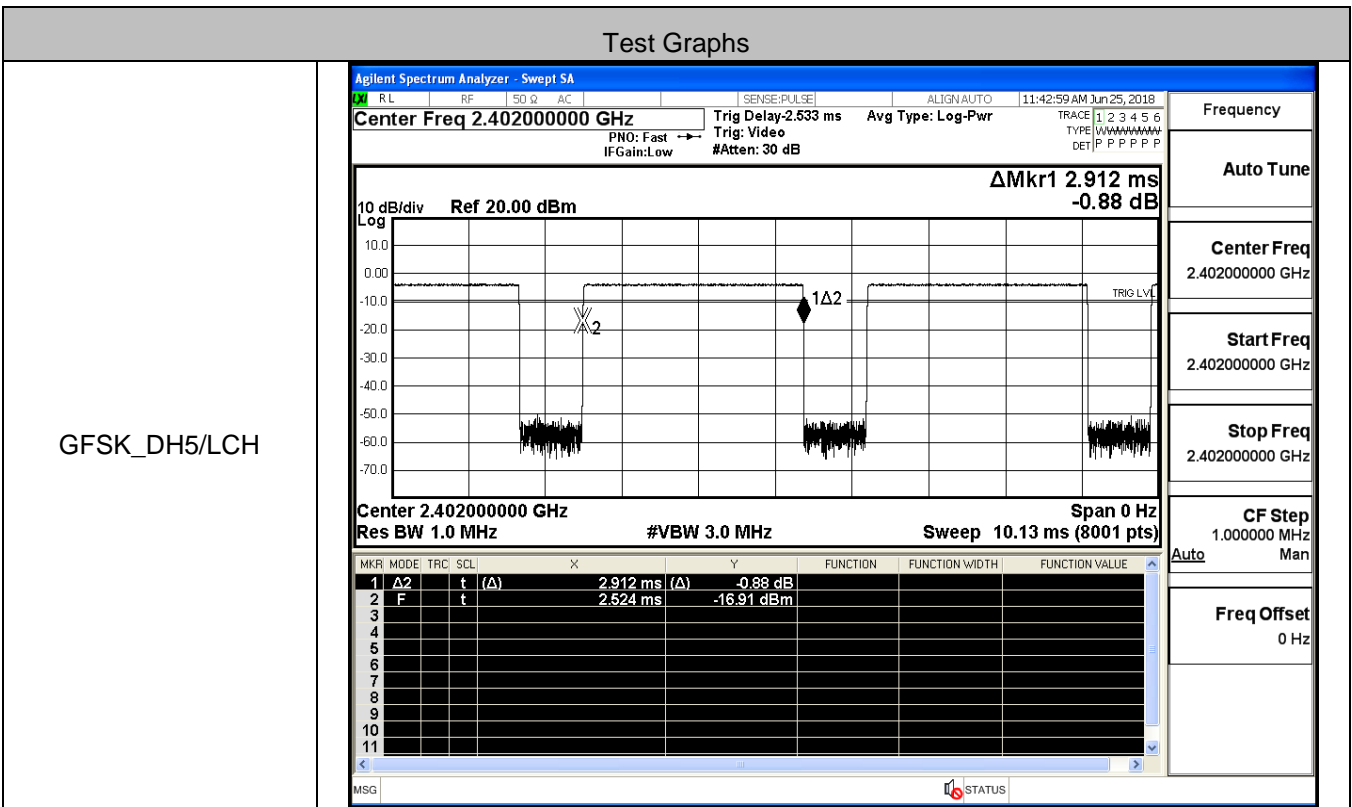 Test Graphs
GFSK_DH5/LCH
Agilent Spectrum Analyzer - Swept SA
LXI RL RF 50 Ω AC SENSE:PULSE ALIGN AUTO 11:42:59 AM Jun 25, 2018
Center Freq 2.402000000 GHz
PNO: Fast
IFGain:Low
Trig Delay-2.533 ms
Trig: Video
#Atten: 30 dB
Avg Type: Log-Pwr
TRACE 1 2 3 4 5 6
TYPE WWWWWW
DET P P P P P P
ΔMkr1 2.912 ms
-0.88 dB
10 dB/div Ref 20.00 dBm
Log
10.0
0.00
-10.0
-20.0
-30.0
-40.0
-50.0
-60.0
-70.0
2
1Δ2
TRIG LVL
Center 2.402000000 GHz Span 0 Hz
Res BW 1.0 MHz #VBW 3.0 MHz Sweep 10.13 ms (8001 pts)
MKR MODE TRC SCL X Y FUNCTION FUNCTION WIDTH FUNCTION VALUE
1 Δ2 t (Δ) 2.912 ms (Δ) -0.88 dB
2 F t 2.524 ms -16.91 dBm
3
4
5
6
7
8
9
10
11
MSG STATUS
Frequency
Auto Tune
Center Freq
2.402000000 GHz
Start Freq
2.402000000 GHz
Stop Freq
2.402000000 GHz
CF Step
1.000000 MHz
Auto Man
Freq Offset
0 Hz